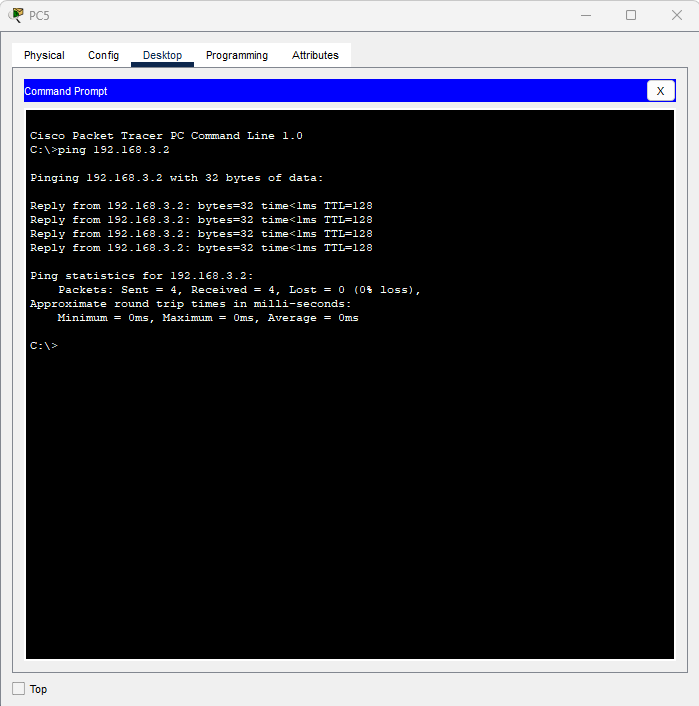 PC5
Physical Config Desktop Programming Attributes
Command Prompt
X
Cisco Packet Tracer PC Command Line 1.0
C:\>ping 192.168.3.2
Pinging 192.168.3.2 with 32 bytes of data:
Reply from 192.168.3.2: bytes=32 time<1ms TTL=128
Reply from 192.168.3.2: bytes=32 time<1ms TTL=128
Reply from 192.168.3.2: bytes=32 time<1ms TTL=128
Reply from 192.168.3.2: bytes=32 time<1ms TTL=128
Ping statistics for 192.168.3.2:
Packets: Sent = 4, Received = 4, Lost = 0 (0% loss),
Approximate round trip times in milli-seconds:
Minimum = 0ms, Maximum = 0ms, Average = 0ms
C:\>
Top